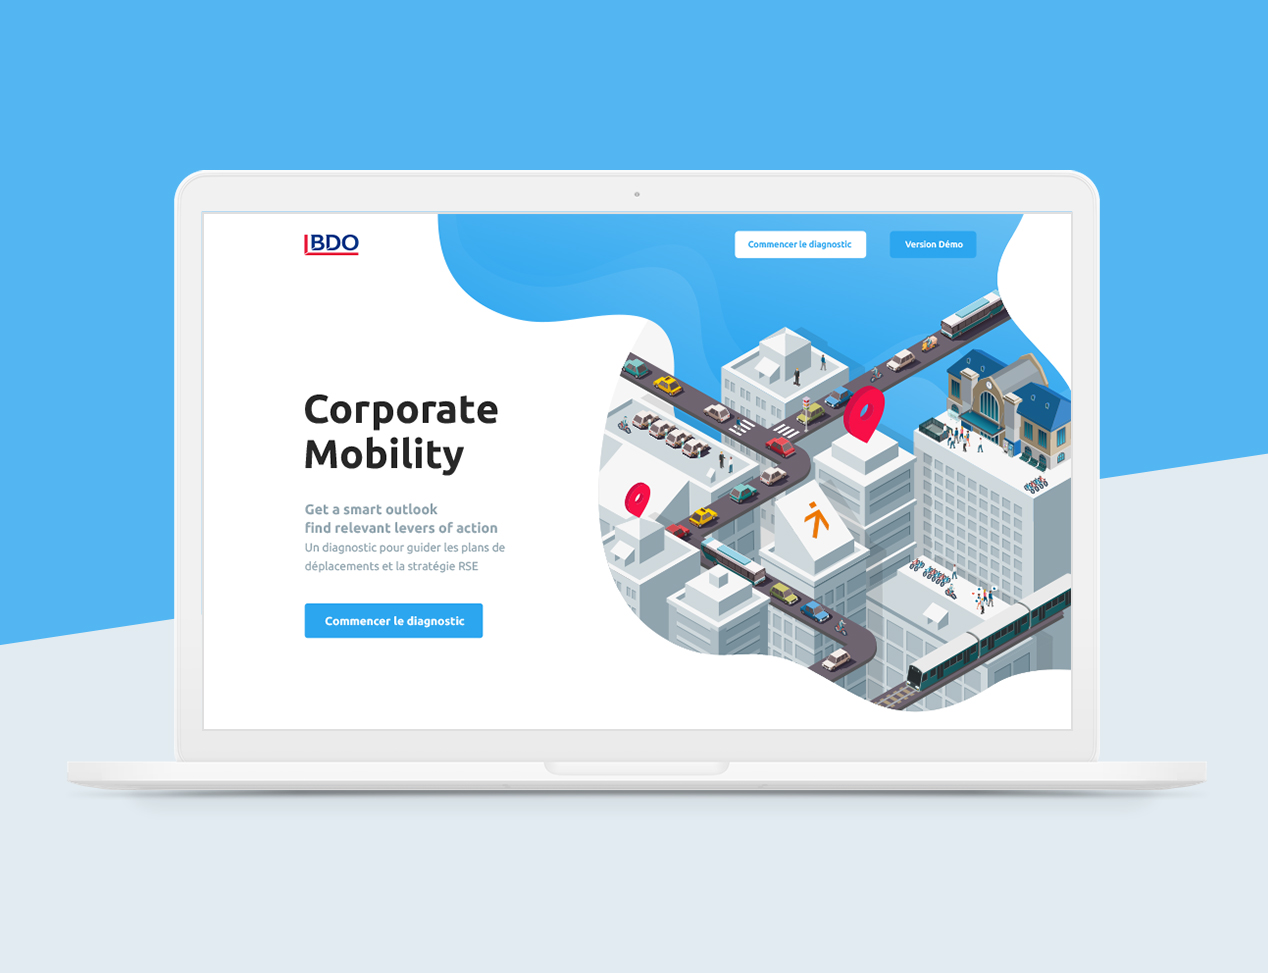 BDO
Commencer le diagnostic
Version Démo
Corporate
Mobility
Get a smart outlook
find relevant levers of action
Un diagnostic pour guider les plans de
déplacements et la stratégie RSE
Commencer le diagnostic